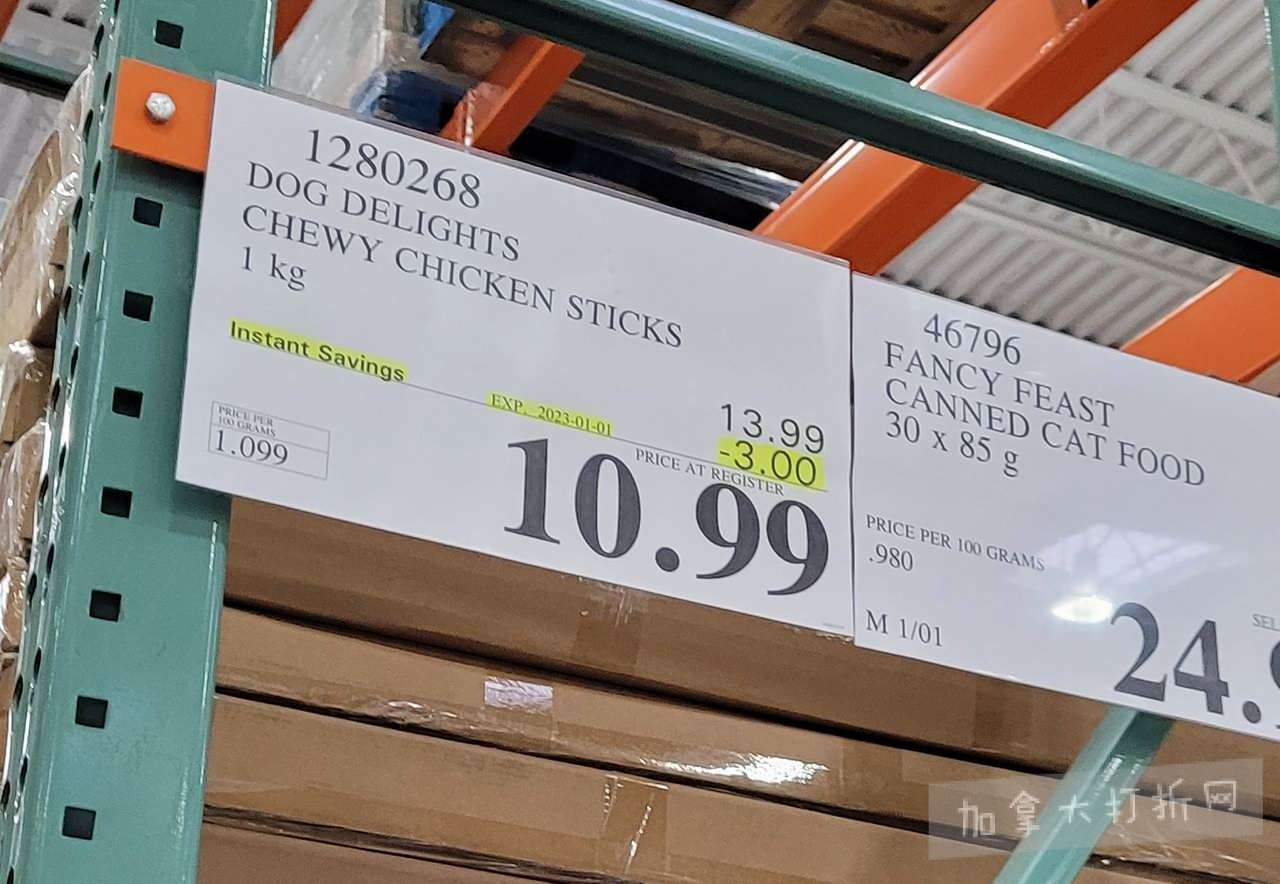 1280268
DOG DELIGHTS
CHEWY CHICKEN STICKS
1 kg
Instant Savings
EXP. 2023-01-01
13.99
-3.00
PRICE PER
100 GRAMS
1.099
PRICE AT REGISTER
10.99
46796
FANCY FEAST
CANNED CAT FOOD
30 x 85 g
PRICE PER 100 GRAMS
.980
M 1/01
24.
加拿大打折网